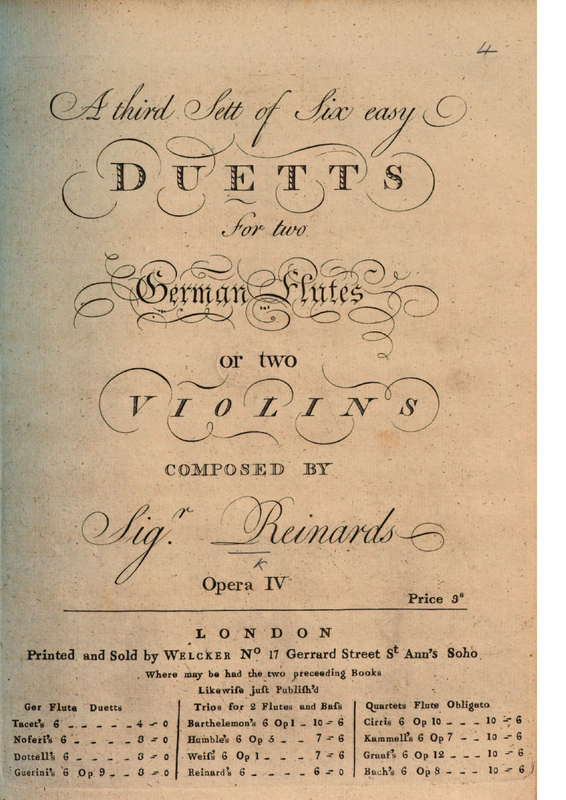 4
A third Sett of Six easy
DUETTS
For two
German Flutes
or two
VIOLINS
COMPOSED BY
Sig.r Reinards
K
Opera IV
Price 3s
LONDON
Printed and Sold by WELCKER No 17 Gerrard Street St Ann's Soho
Where may be had the two preceeding Books
Likewiſe juſt Publiſh'd
Ger Flute Duetts
Tacet's 6 _ _ _ _ _ 4 = 0
Noferi's 6 _ _ _ _ _ 3 = 0
Dottell's 6 _ _ _ _ 3 = 0
Guerini's 6 Op 9 _ _ 3 = 0
Trios for 2 Flutes and Baſs
Barthelemon's 6 Op 1 _ 10 = 6
Humble's 6 Op 5 _ _ 7 = 6
Weiſs' 6 Op 1 _ _ _ 7 = 6
Reinard's 6 _ _ _ _ 6 = 0
Quartets Flute Obligato
Cirris 6 Op 10 _ _ _ 10 = 6
Kammell's 6 Op 7 _ _ 10 = 6
Graaf's 6 Op 12 _ _ _ 10 = 6
Bach's 6 Op 8 _ _ _ 10 = 6